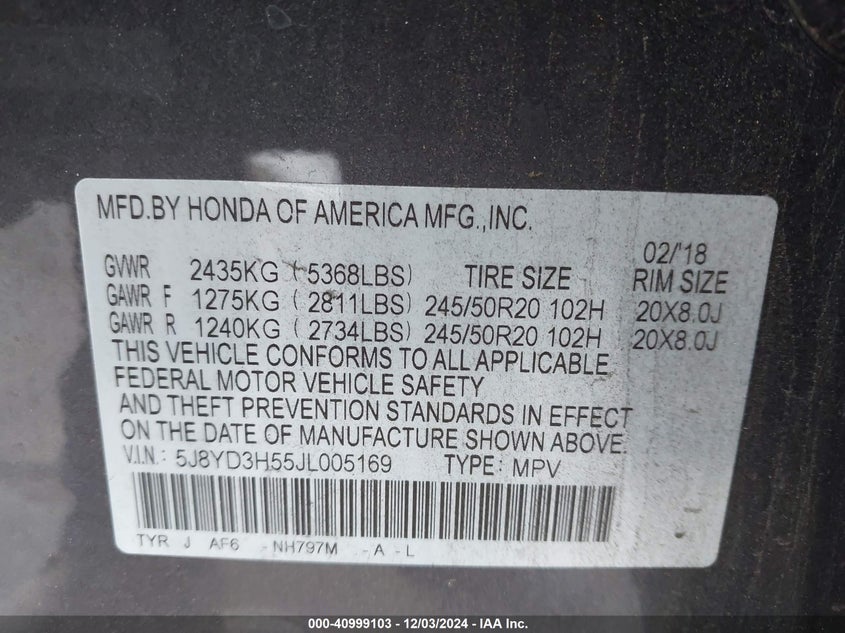 MFD.BY HONDA OF AMERICA MFG.,INC.
02/'18
GVWR 2435KG (5368LBS) TIRE SIZE RIM SIZE
GAWR F 1275KG (2811LBS) 245/50R20 102H 20X8.0J
GAWR R 1240KG (2734LBS) 245/50R20 102H 20X8.0J
THIS VEHICLE CONFORMS TO ALL APPLICABLE
FEDERAL MOTOR VEHICLE SAFETY
AND THEFT PREVENTION STANDARDS IN EFFECT
ON THE DATE OF MANUFACTURE SHOWN ABOVE.
V.I.N.: 5J8YD3H55JL005169 TYPE: MPV
TYR J AF6 -NH797M -A -L
000-40999103 - 12/03/2024 - IAA Inc.